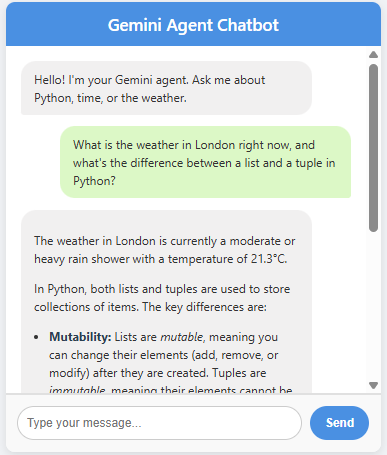 Gemini Agent Chatbot
Hello! I'm your Gemini agent. Ask me about
Python, time, or the weather.
What is the weather in London right now, and
what's the difference between a list and a tuple in
Python?
The weather in London is currently a moderate or
heavy rain shower with a temperature of 21.3°C.
In Python, both lists and tuples are used to store
collections of items. The key differences are:
• Mutability: Lists are mutable, meaning you
can change their elements (add, remove, or
modify) after they are created. Tuples are
immutable, meaning their elements cannot be
Type your message...
Send